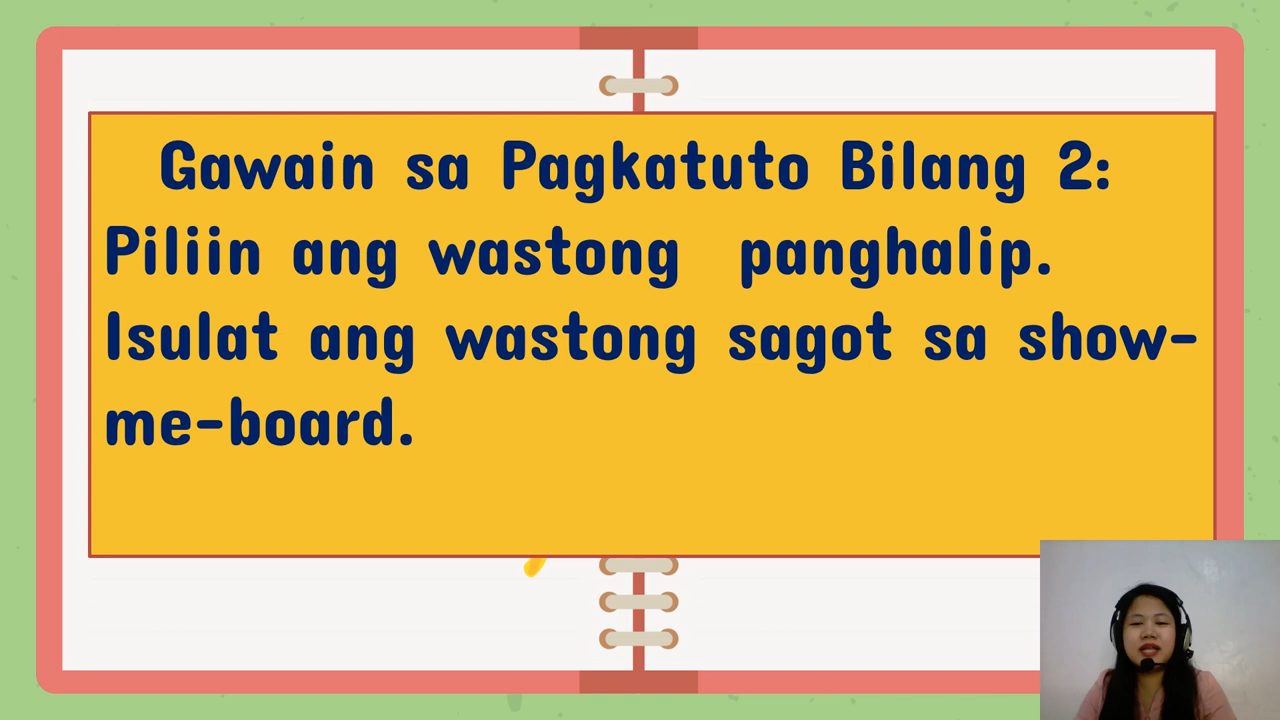 Gawain sa Pagkatuto Bilang 2:
Piliin ang wastong panghalip.
Isulat ang wastong sagot sa show-
me-board.